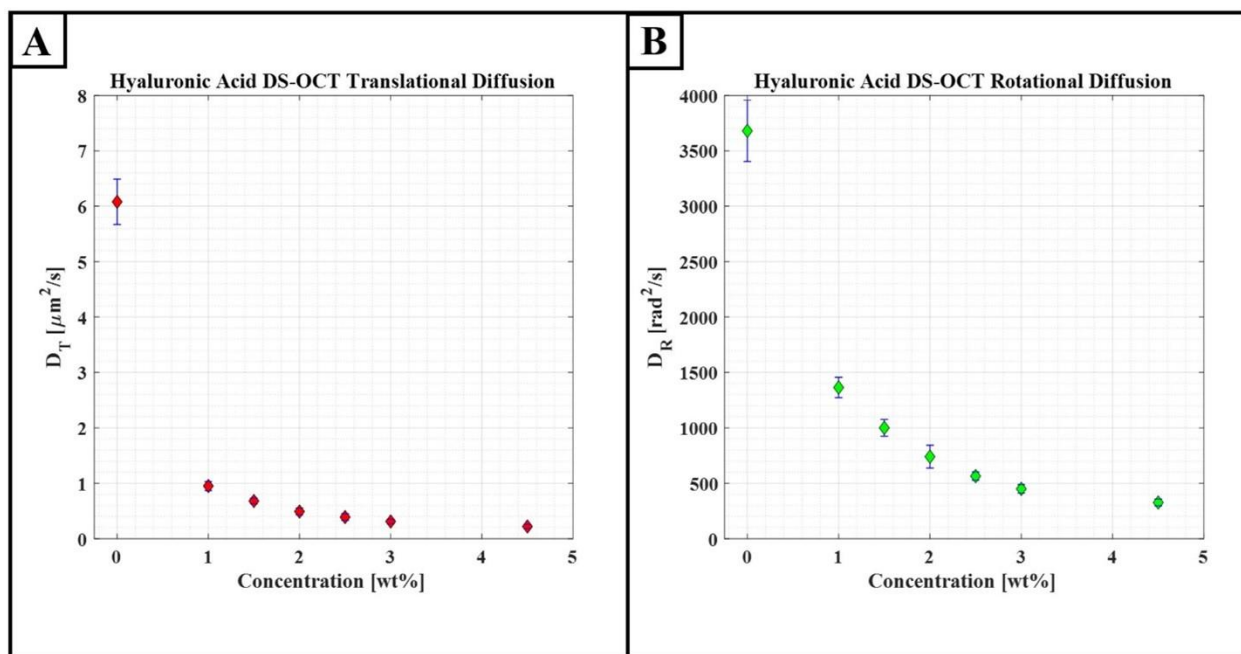 A
Hyaluronic Acid DS-OCT Translational Diffusion
8
7
6
5
4
3
2
1
0
D_T [μm²/s]
0 1 2 3 4 5
Concentration [wt%]
B
Hyaluronic Acid DS-OCT Rotational Diffusion
4000
3500
3000
2500
2000
1500
1000
500
0
D_R [rad²/s]
0 1 2 3 4 5
Concentration [wt%]